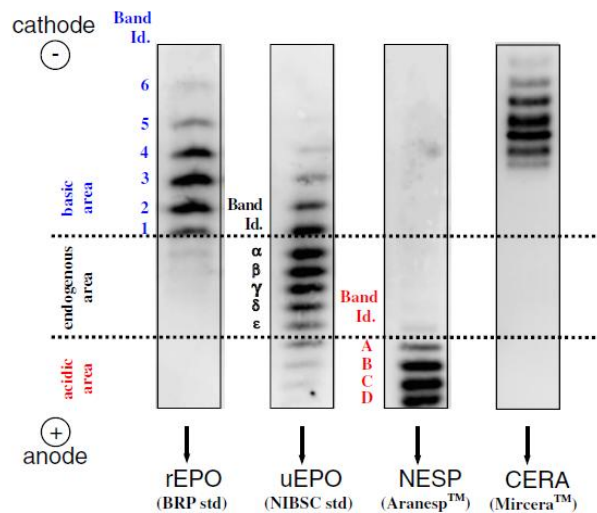 cathode
-
Band
Id.
6
5
4
3
2
1
basic
area
Band
Id.
α
β
γ
δ
ε
endogenous
area
Band
Id.
A
B
C
D
acidic
area
+
anode
rEPO
(BRP std)
uEPO
(NIBSC std)
NESP
(Aranesp™)
CERA
(Mircera™)